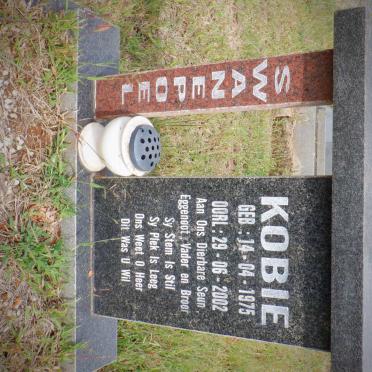 SWANEPOEL
KOBIE
GEB.: 14 - 04 - 1975
OORL.: 29 - 06 - 2002
Aan Ons Dierbare Seun
Eggenoot, Vader en Broer
Sy Stem Is Stil
Sy Plek Is Leeg
Ons Weet O Heer
Dit Was U Wil